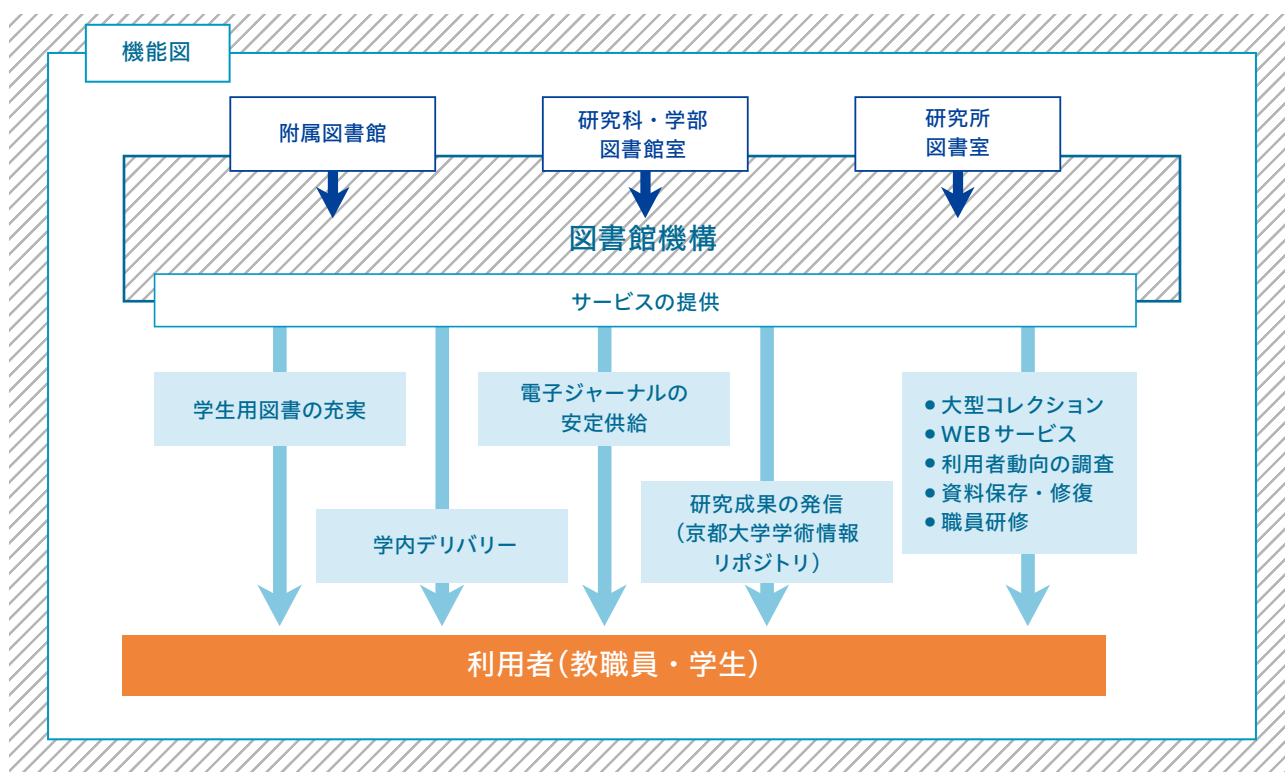 機能図
附属図書館
研究科・学部
図書館室
研究所
図書室
図書館機構
サービスの提供
学生用図書の充実
学内デリバリー
電子ジャーナルの
安定供給
研究成果の発信
(京都大学学術情報
リポジトリ)
●大型コレクション
●WEBサービス
●利用者動向の調査
●資料保存・修復
●職員研修
利用者(教職員・学生)